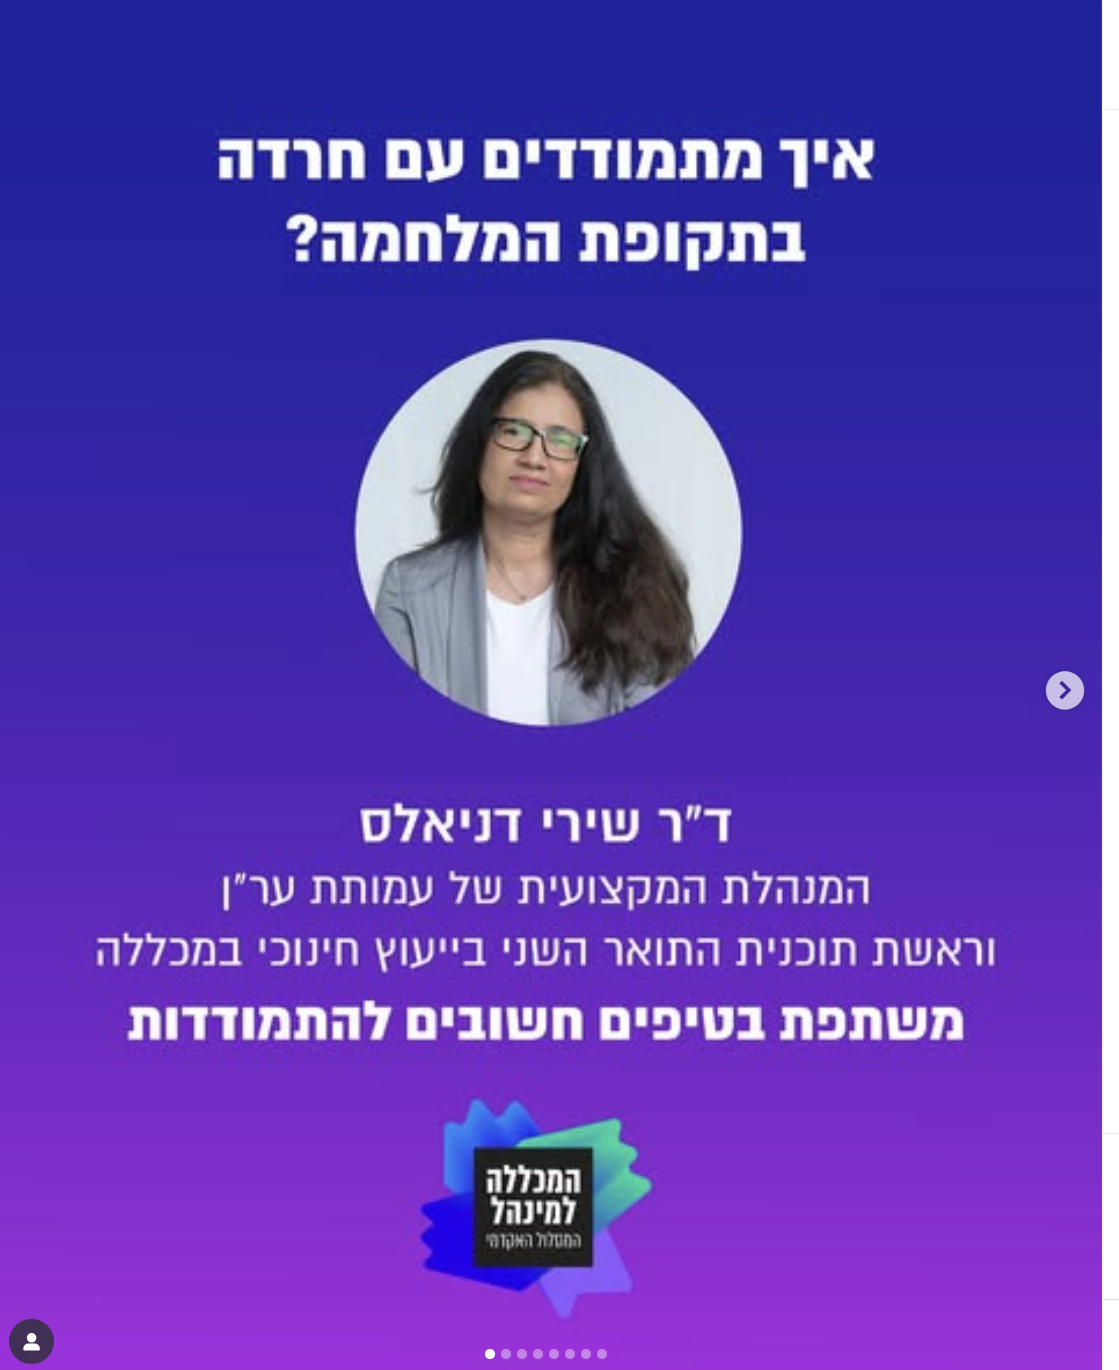 איך מתמודדים עם חרדה
בתקופת המלחמה?
ד"ר שירי דניאלס
המנהלת המקצועית של עמותת ער"ן
וראשת תוכנית התואר השני בייעוץ חינוכי במכללה
משתפת בטיפים חשובים להתמודדות
המכללה
למינהל
המסלול האקדמי